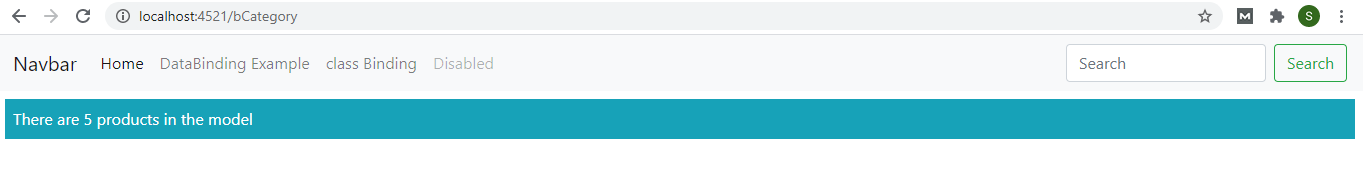 localhost:4521/bCategory
M
S
Navbar Home DataBinding Example class Binding Disabled Search Search
There are 5 products in the model